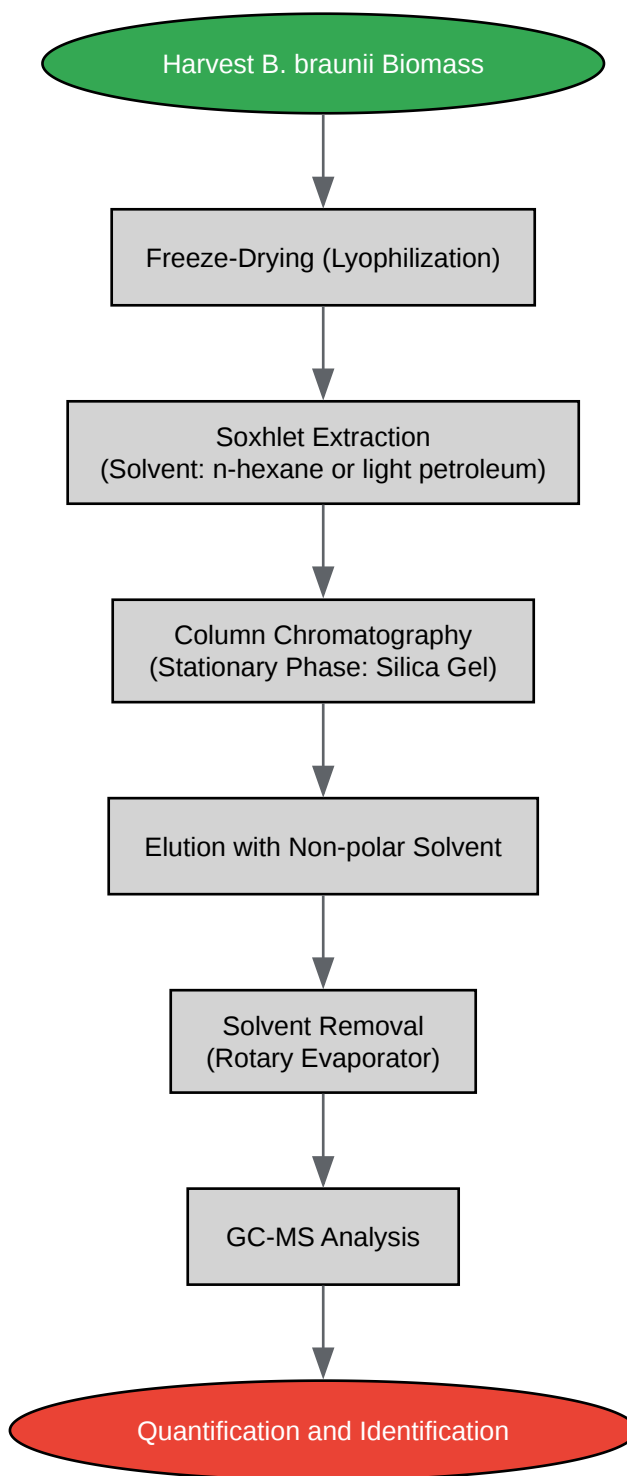 Harvest B. braunii Biomass
Freeze-Drying (Lyophilization)
Soxhlet Extraction
(Solvent: n-hexane or light petroleum)
Column Chromatography
(Stationary Phase: Silica Gel)
Elution with Non-polar Solvent
Solvent Removal
(Rotary Evaporator)
GC-MS Analysis
Quantification and Identification